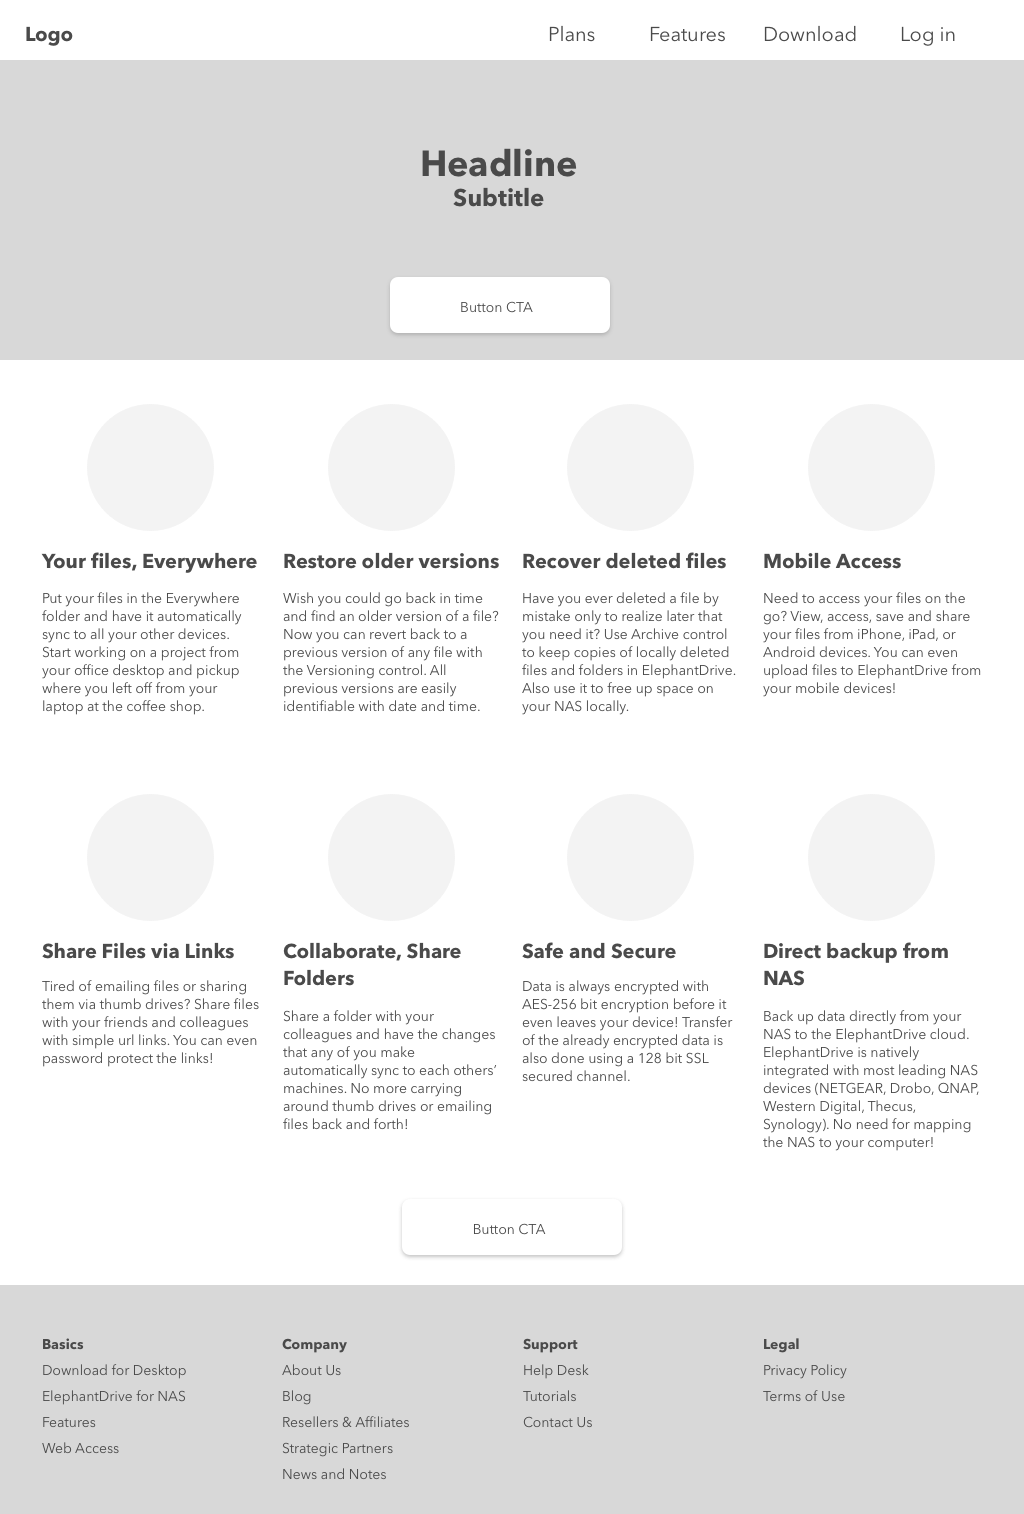 Logo
Plans
Features
Download
Log in
Headline
Subtitle
Button CTA
Your files, Everywhere
Put your files in the Everywhere
folder and have it automatically
sync to all your other devices.
Start working on a project from
your office desktop and pickup
where you left off from your
laptop at the coffee shop.
Restore older versions
Wish you could go back in time
and find an older version of a file?
Now you can revert back to a
previous version of any file with
the Versioning control. All
previous versions are easily
identifiable with date and time.
Recover deleted files
Have you ever deleted a file by
mistake only to realize later that
you need it? Use Archive control
to keep copies of locally deleted
files and folders in ElephantDrive.
Also use it to free up space on
your NAS locally.
Mobile Access
Need to access your files on the
go? View, access, save and share
your files from iPhone, iPad, or
Android devices. You can even
upload files to ElephantDrive from
your mobile devices!
Share Files via Links
Tired of emailing files or sharing
them via thumb drives? Share files
with your friends and colleagues
with simple url links. You can even
password protect the links!
Collaborate, Share
Folders
Share a folder with your
colleagues and have the changes
that any of you make
automatically sync to each others’
machines. No more carrying
around thumb drives or emailing
files back and forth!
Safe and Secure
Data is always encrypted with
AES-256 bit encryption before it
even leaves your device! Transfer
of the already encrypted data is
also done using a 128 bit SSL
secured channel.
Direct backup from
NAS
Back up data directly from your
NAS to the ElephantDrive cloud.
ElephantDrive is natively
integrated with most leading NAS
devices (NETGEAR, Drobo, QNAP,
Western Digital, Thecus,
Synology). No need for mapping
the NAS to your computer!
Button CTA
Basics
Download for Desktop
ElephantDrive for NAS
Features
Web Access
Company
About Us
Blog
Resellers & Affiliates
Strategic Partners
News and Notes
Support
Help Desk
Tutorials
Contact Us
Legal
Privacy Policy
Terms of Use